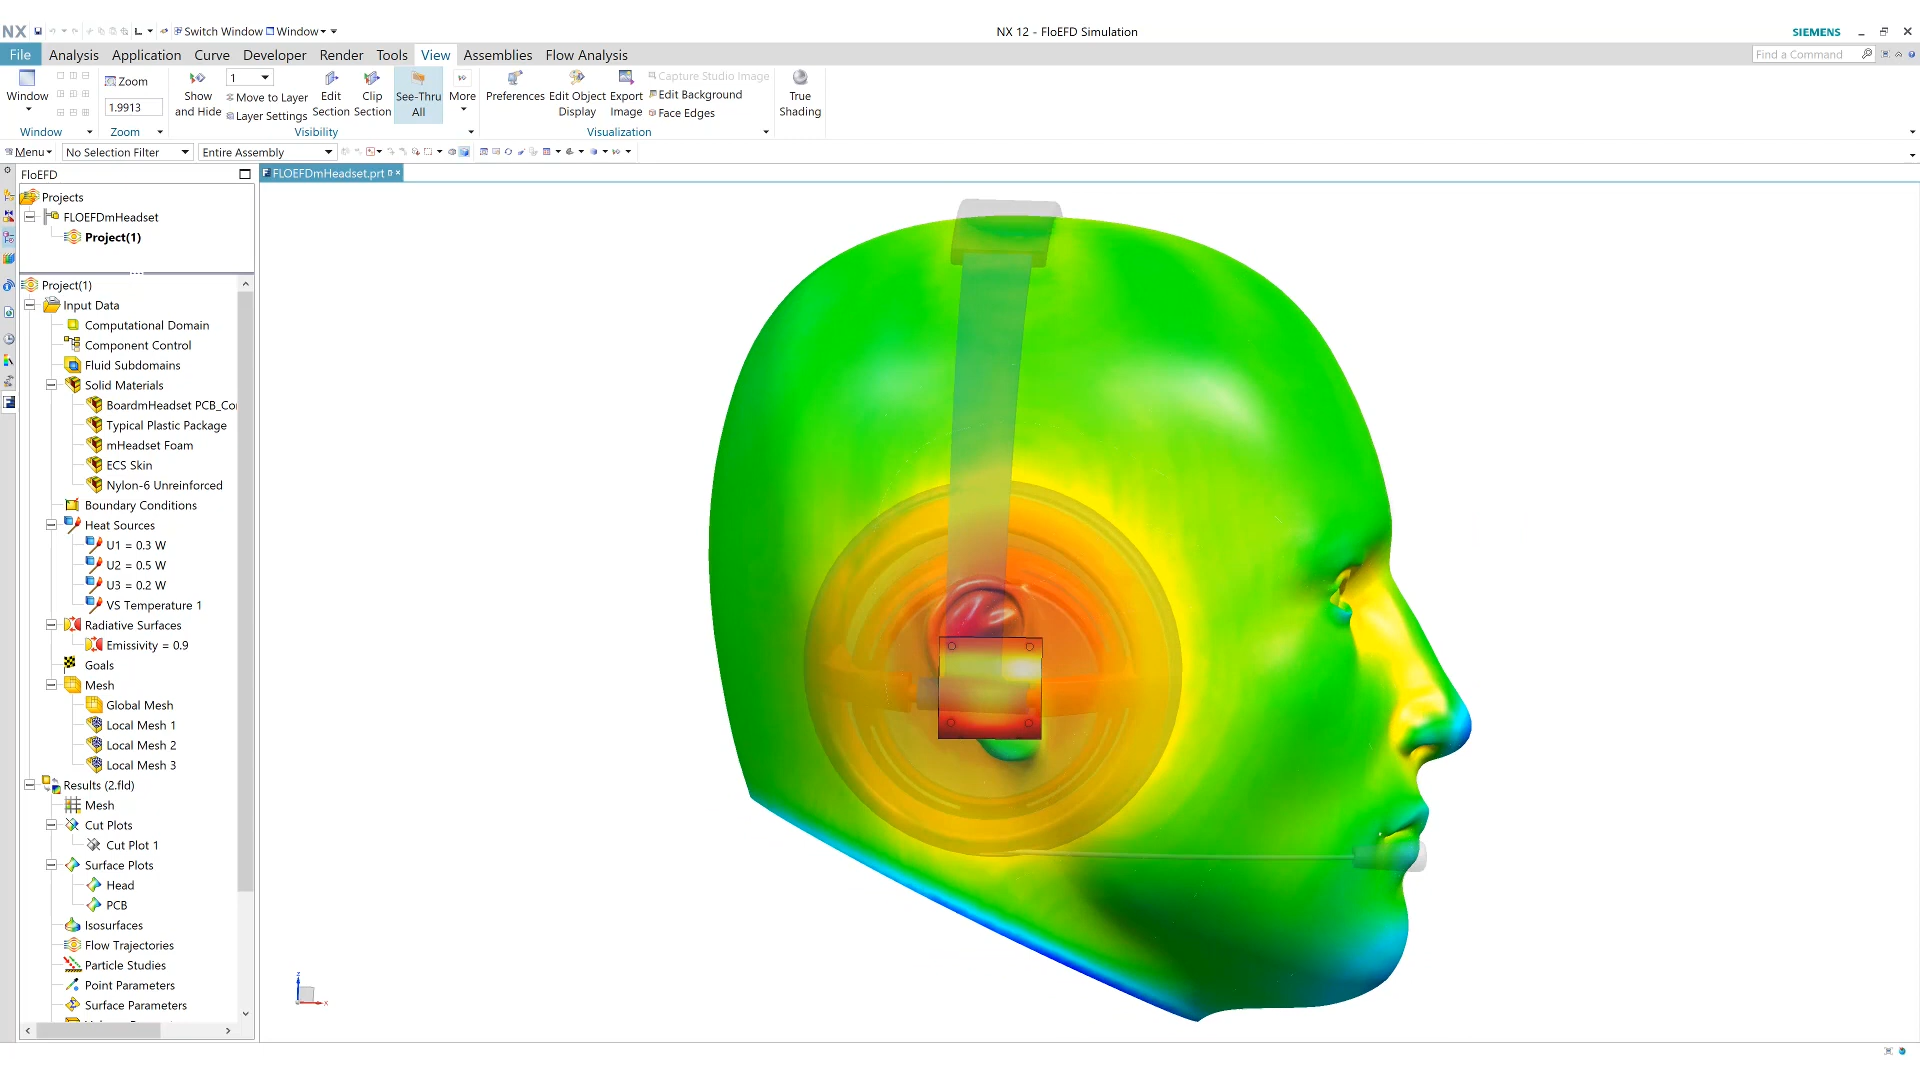 NX Switch Window Window NX 12 - FloEFD Simulation SIEMENS
File Analysis Application Curve Developer Render Tools View Assemblies Flow Analysis Find a Command
Zoom 1 Capture Studio Image
Window 1.9913 Show and Hide Move to Layer Edit Section Clip Section See-Thru All More Preferences Edit Object Display Export Image Edit Background True Shading
Layer Settings Face Edges
Window Zoom Visibility Visualization
Menu No Selection Filter Entire Assembly
FloEFD FLOEFDmHeadset.prt
Projects
FLOEFDmHeadset
Project(1)
Project(1)
Input Data
Computational Domain
Component Control
Fluid Subdomains
Solid Materials
BoardmHeadset PCB_Co
Typical Plastic Package
mHeadset Foam
ECS Skin
Nylon-6 Unreinforced
Boundary Conditions
Heat Sources
U1 = 0.3 W
U2 = 0.5 W
U3 = 0.2 W
VS Temperature 1
Radiative Surfaces
Emissivity = 0.9
Goals
Mesh
Global Mesh
Local Mesh 1
Local Mesh 2
Local Mesh 3
Results (2.fld)
Mesh
Cut Plots
Cut Plot 1
Surface Plots
Head
PCB
Isosurfaces
Flow Trajectories
Particle Studies
Point Parameters
Surface Parameters
Z
X